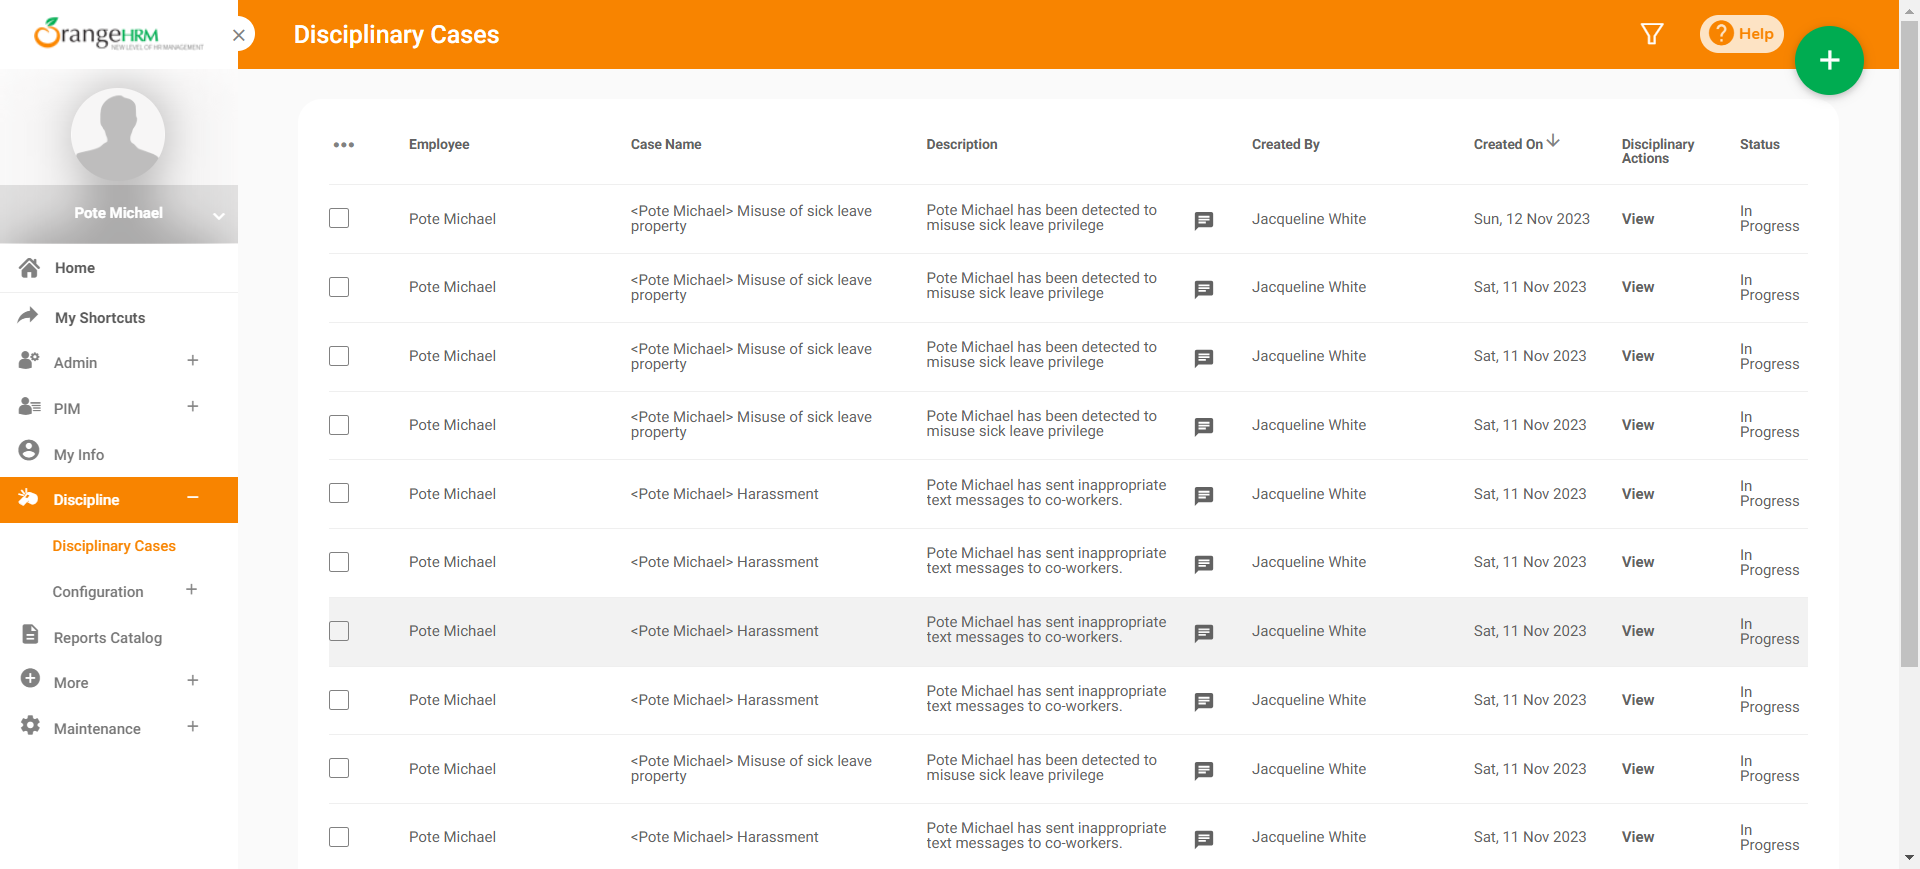 OrangeHRM
NEW LEVEL OF HR MANAGEMENT
Disciplinary Cases
Help
Pote Michael
Home
My Shortcuts
Admin
PIM
My Info
Discipline
Disciplinary Cases
Configuration
Reports Catalog
More
Maintenance
Employee Case Name Description Created By Created On Disciplinary Actions Status
Pote Michael <Pote Michael> Misuse of sick leave property Pote Michael has been detected to misuse sick leave privilege Jacqueline White Sun, 12 Nov 2023 View In Progress
Pote Michael <Pote Michael> Misuse of sick leave property Pote Michael has been detected to misuse sick leave privilege Jacqueline White Sat, 11 Nov 2023 View In Progress
Pote Michael <Pote Michael> Misuse of sick leave property Pote Michael has been detected to misuse sick leave privilege Jacqueline White Sat, 11 Nov 2023 View In Progress
Pote Michael <Pote Michael> Misuse of sick leave property Pote Michael has been detected to misuse sick leave privilege Jacqueline White Sat, 11 Nov 2023 View In Progress
Pote Michael <Pote Michael> Harassment Pote Michael has sent inappropriate text messages to co-workers. Jacqueline White Sat, 11 Nov 2023 View In Progress
Pote Michael <Pote Michael> Harassment Pote Michael has sent inappropriate text messages to co-workers. Jacqueline White Sat, 11 Nov 2023 View In Progress
Pote Michael <Pote Michael> Harassment Pote Michael has sent inappropriate text messages to co-workers. Jacqueline White Sat, 11 Nov 2023 View In Progress
Pote Michael <Pote Michael> Harassment Pote Michael has sent inappropriate text messages to co-workers. Jacqueline White Sat, 11 Nov 2023 View In Progress
Pote Michael <Pote Michael> Misuse of sick leave property Pote Michael has been detected to misuse sick leave privilege Jacqueline White Sat, 11 Nov 2023 View In Progress
Pote Michael <Pote Michael> Harassment Pote Michael has sent inappropriate text messages to co-workers. Jacqueline White Sat, 11 Nov 2023 View In Progress